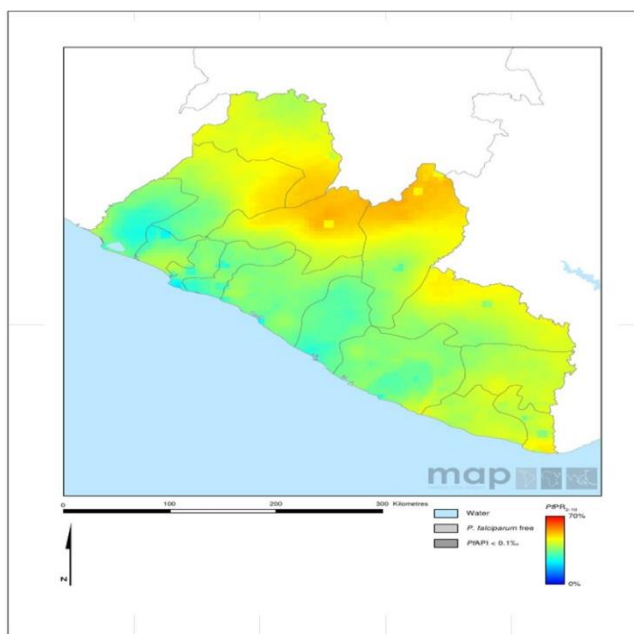 map
0 100 200 300 Kilometres
N
Water
P. falciparum free
PfAPI < 0.1‰
PfPR₂₋₁₀
70%
0%